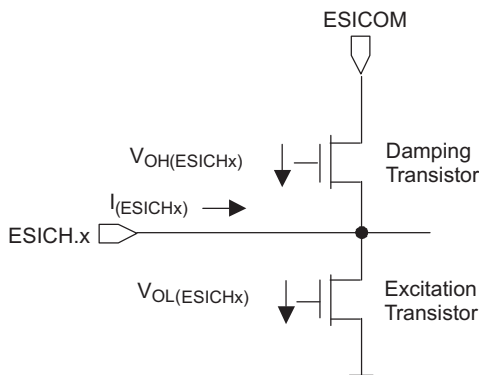 ESICOM
VOH(ESICHx)
Damping
Transistor
I(ESICHx)
ESICH.x
VOL(ESICHx)
Excitation
Transistor